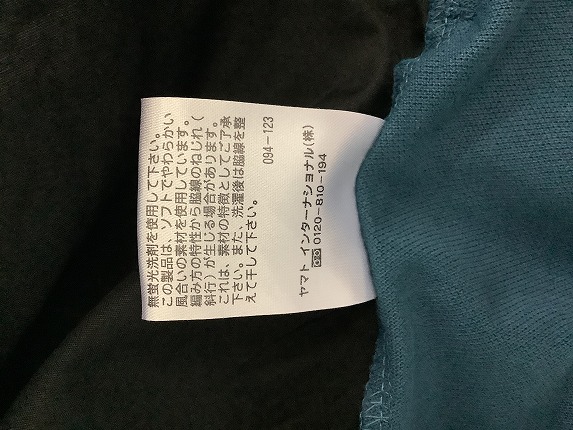 無蛍光洗剤を使用して下さい。
この製品は、ソフトでやわらかい
風合いの素材を使用しています。
編み方の特性から脇線のねじれ(
斜行)が生じる場合があります。
これは、素材の特徴としてご了承
下さい。また、洗濯後は脇線を整
えて干して下さい。
094-123
ヤマト インターナショナル(株)
0120-810-194